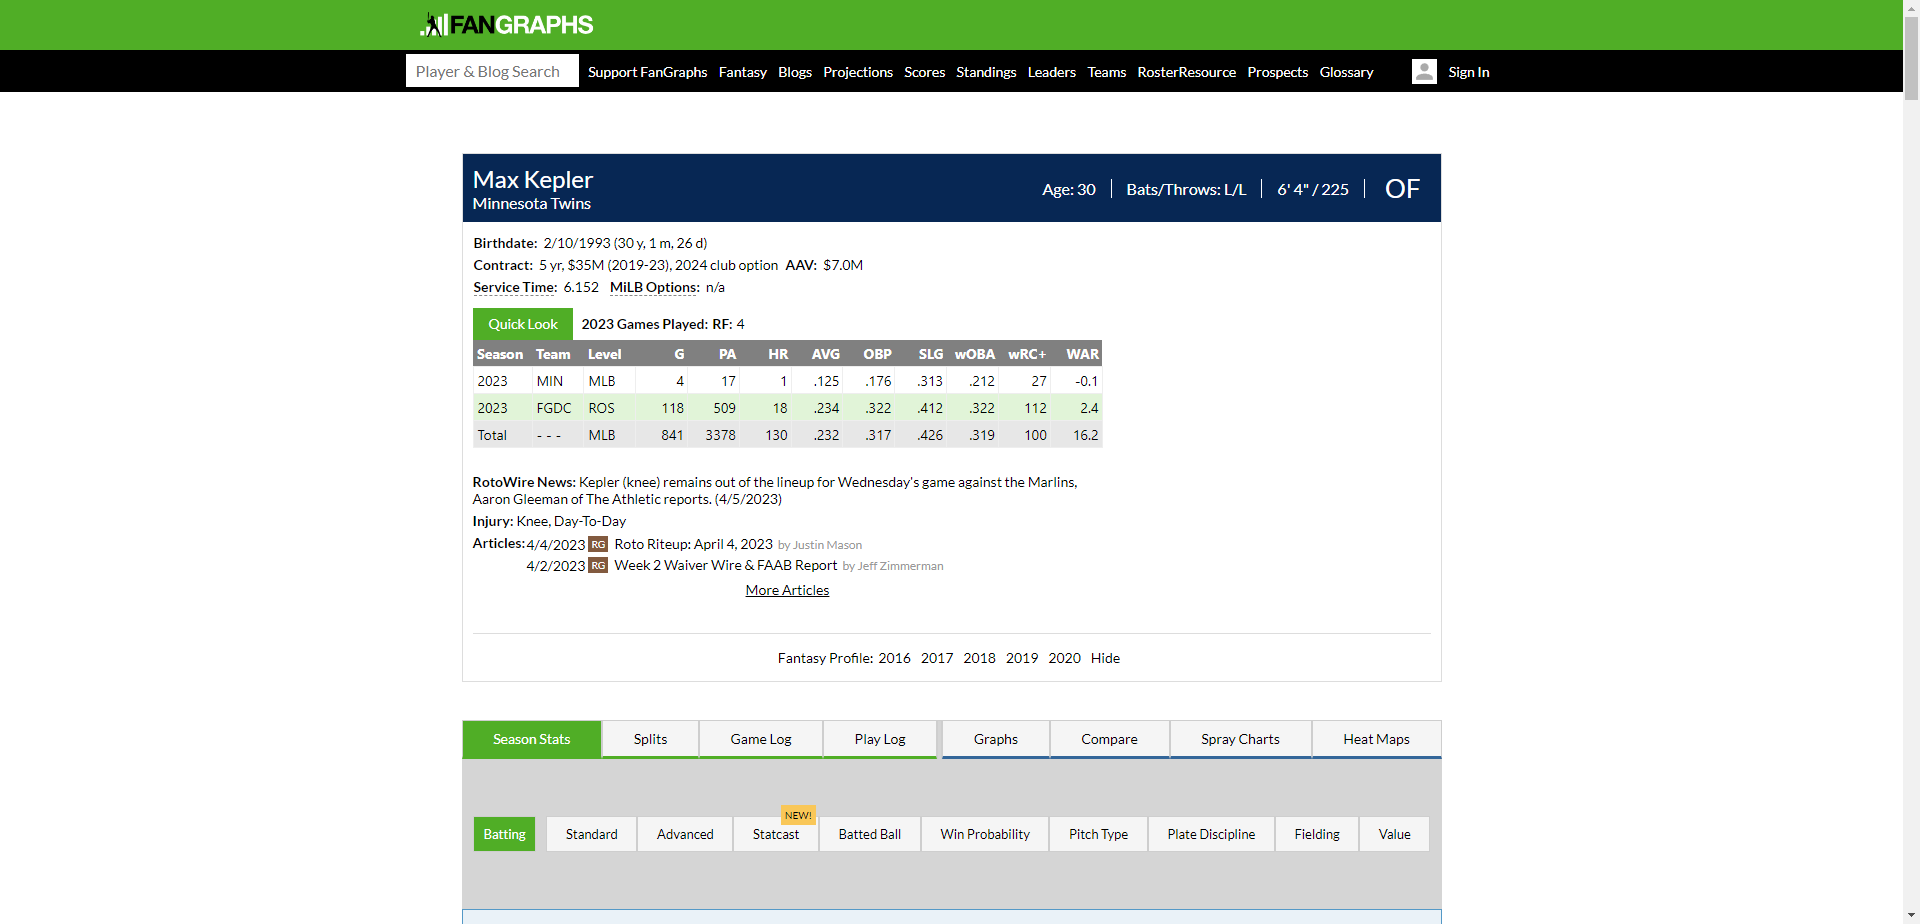 FANGRAPHS
Player & Blog Search Support FanGraphs Fantasy Blogs Projections Scores Standings Leaders Teams RosterResource Prospects Glossary Sign In
Max Kepler
Minnesota Twins
Age: 30 Bats/Throws: L/L 6' 4" / 225 OF
Birthdate: 2/10/1993 (30 y, 1 m, 26 d)
Contract: 5 yr, $35M (2019-23), 2024 club option AAV: $7.0M
Service Time: 6.152 MiLB Options: n/a
Quick Look 2023 Games Played: RF: 4
Season Team Level G PA HR AVG OBP SLG wOBA wRC+ WAR
2023 MIN MLB 4 17 1 .125 .176 .313 .212 27 -0.1
2023 FGDC ROS 118 509 18 .234 .322 .412 .322 112 2.4
Total - - - MLB 841 3378 130 .232 .317 .426 .319 100 16.2
RotoWire News: Kepler (knee) remains out of the lineup for Wednesday's game against the Marlins,
Aaron Gleeman of The Athletic reports. (4/5/2023)
Injury: Knee, Day-To-Day
Articles: 4/4/2023 RG Roto Riteup: April 4, 2023 by Justin Mason
4/2/2023 RG Week 2 Waiver Wire & FAAB Report by Jeff Zimmerman
More Articles
Fantasy Profile: 2016 2017 2018 2019 2020 Hide
Season Stats Splits Game Log Play Log Graphs Compare Spray Charts Heat Maps
NEW!
Batting Standard Advanced Statcast Batted Ball Win Probability Pitch Type Plate Discipline Fielding Value